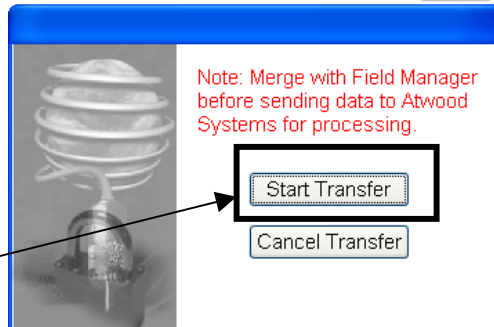 Note: Merge with Field Manager
before sending data to Atwood
Systems for processing.
Start Transfer
Cancel Transfer